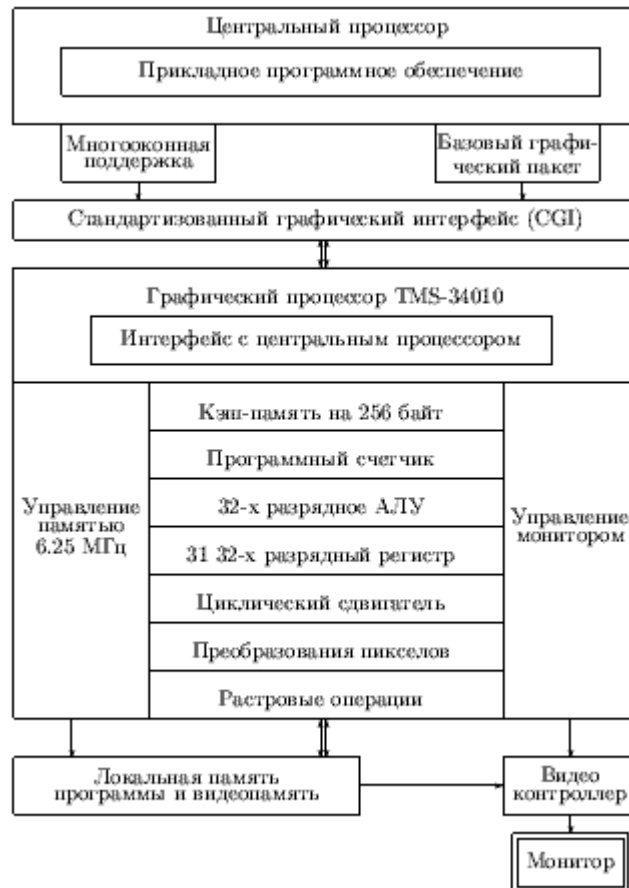 Центральный процессор
Прикладное программное обеспечение
Многооконная
поддержка
Базовый графи-
ческий пакет
Стандартизованный графический интерфейс (CGI)
Графический процессор TMS-34010
Интерфейс с центральным процессором
Управление
памятью
6.25 МГц
Кэш-память на 256 байт
Программный счетчик
32-х разрядное АЛУ
31 32-х разрядный регистр
Циклический сдвигатель
Преобразования пикселов
Растровые операции
Управление
монитором
Локальная память
программы и видеопамять
Видео
контроллер
Монитор